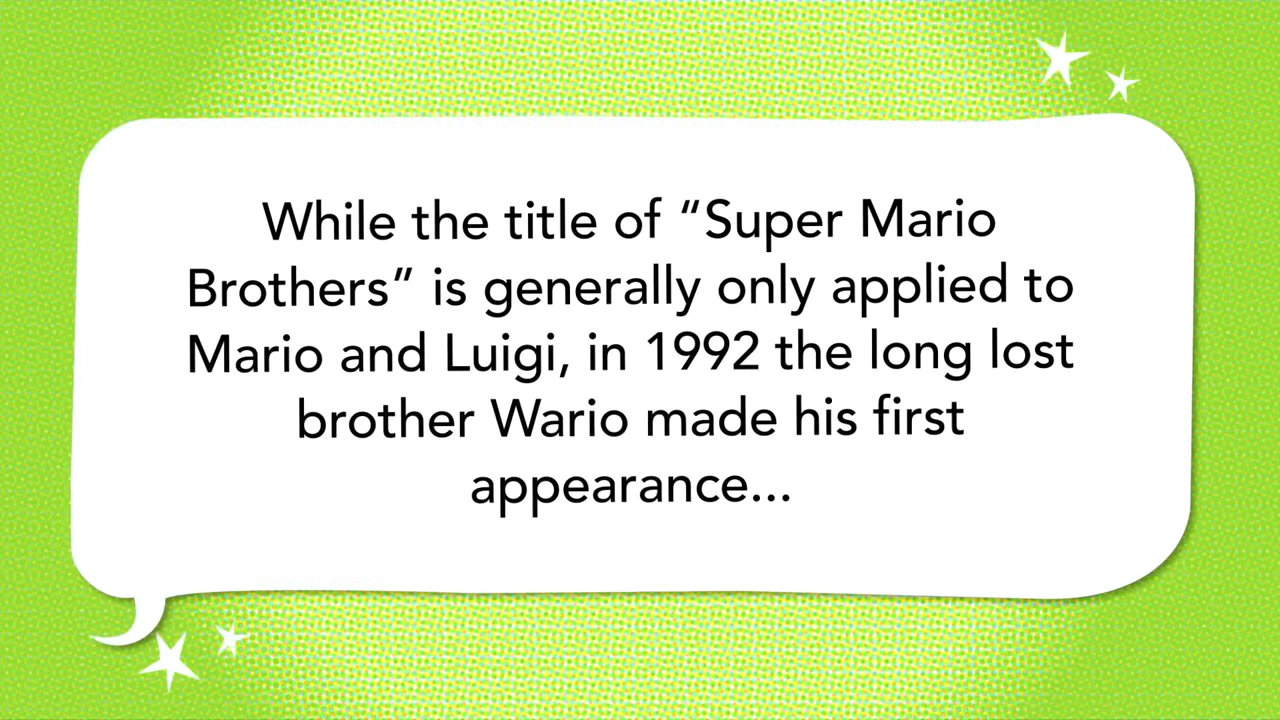 While the title of “Super Mario
Brothers” is generally only applied to
Mario and Luigi, in 1992 the long lost
brother Wario made his first
appearance...